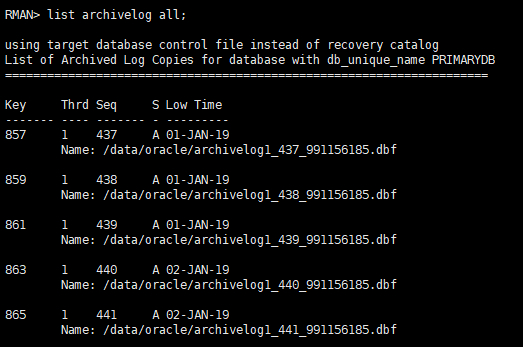 RMAN> list archivelog all;
using target database control file instead of recovery catalog
List of Archived Log Copies for database with db_unique_name PRIMARYDB
=====================================================================
Key     Thrd Seq     S Low Time
------- ---- ------- - ---------
857     1    437     A 01-JAN-19
        Name: /data/oracle/archivelog1_437_991156185.dbf
859     1    438     A 01-JAN-19
        Name: /data/oracle/archivelog1_438_991156185.dbf
861     1    439     A 01-JAN-19
        Name: /data/oracle/archivelog1_439_991156185.dbf
863     1    440     A 02-JAN-19
        Name: /data/oracle/archivelog1_440_991156185.dbf
865     1    441     A 02-JAN-19
        Name: /data/oracle/archivelog1_441_991156185.dbf